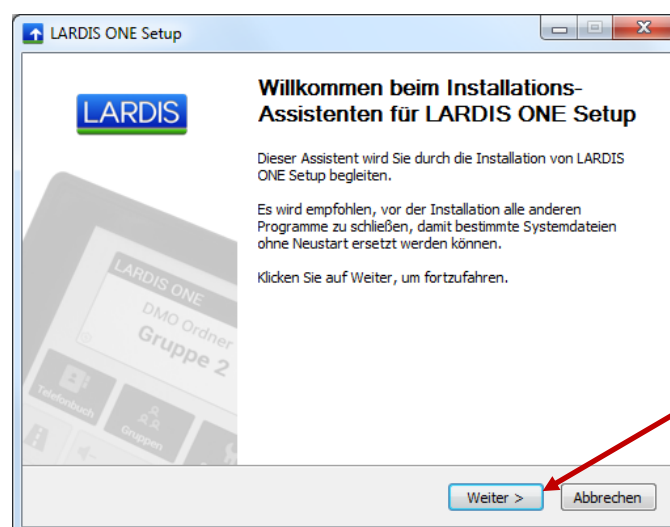 LARDIS ONE Setup
LARDIS
Willkommen beim Installations-
Assistenten für LARDIS ONE Setup
Dieser Assistent wird Sie durch die Installation von LARDIS
ONE Setup begleiten.
Es wird empfohlen, vor der Installation alle anderen
Programme zu schließen, damit bestimmte Systemdateien
ohne Neustart ersetzt werden können.
Klicken Sie auf Weiter, um fortzufahren.
LARDIS ONE
DMO Ordner
Gruppe 2
Telefonbuch
Gruppen
Weiter >
Abbrechen